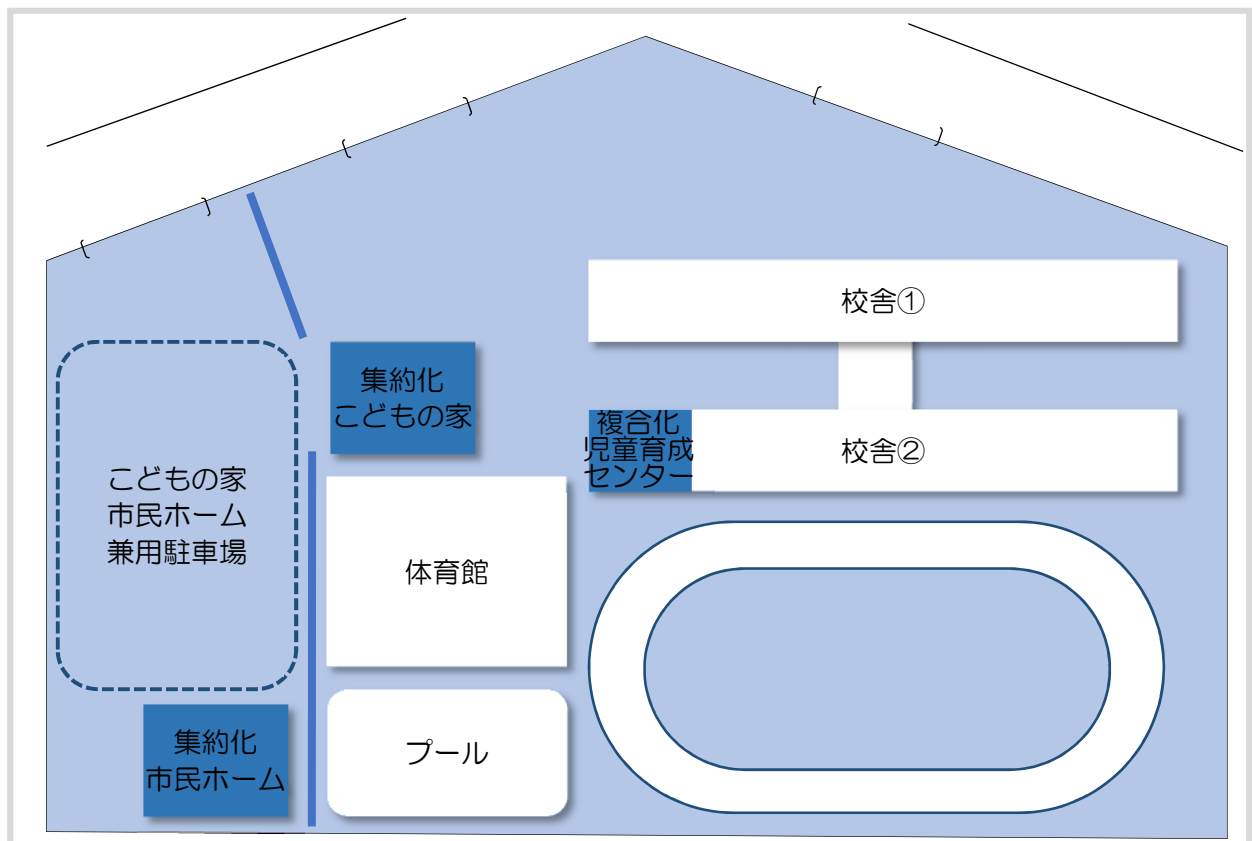 校舎①
集約化
こどもの家
複合化
児童育成
センター
校舎②
こどもの家
市民ホーム
兼用駐車場
体育館
集約化
市民ホーム
プール